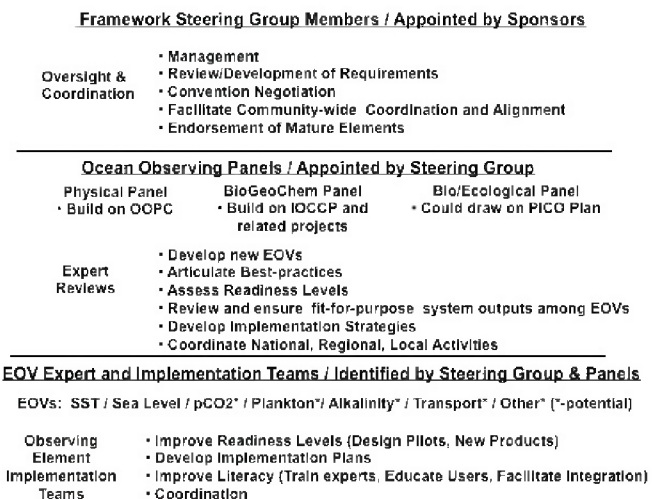 Framework Steering Group Members / Appointed by Sponsors
Oversight &
Coordination
• Management
• Review/Development of Requirements
• Convention Negotiation
• Facilitate Community-wide Coordination and Alignment
• Endorsement of Mature Elements
Ocean Observing Panels / Appointed by Steering Group
Physical Panel
• Build on OOPC
BioGeoChem Panel
• Build on IOCCP and
related projects
Bio/Ecological Panel
• Could draw on PICO Plan
Expert
Reviews
• Develop new EOVs
• Articulate Best-practices
• Assess Readiness Levels
• Review and ensure fit-for-purpose system outputs among EOVs
• Develop Implementation Strategies
• Coordinate National, Regional, Local Activities
EOV Expert and Implementation Teams / Identified by Steering Group & Panels
EOVs: SST / Sea Level / pCO2* / Plankton*/ Alkalinity* / Transport* / Other* (*-potential)
Observing
Element
Implementation
Teams
• Improve Readiness Levels (Design Pilots, New Products)
• Develop Implementation Plans
• Improve Literacy (Train experts, Educate Users, Facilitate Integration)
• Coordination